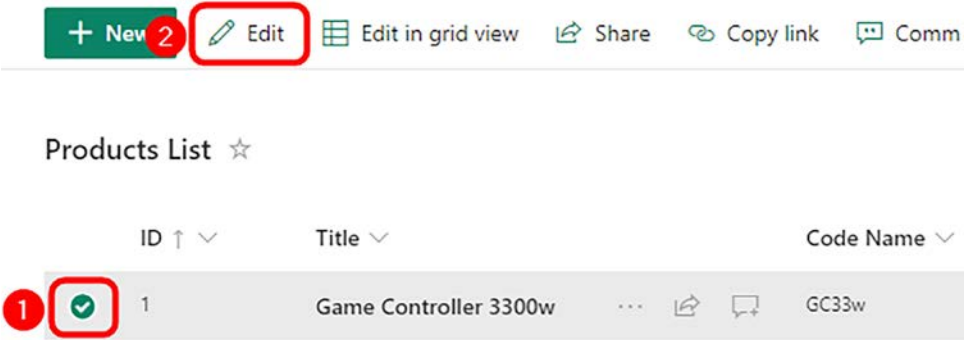 + New 2 Edit Edit in grid view Share Copy link Comm
Products List
ID ↑ Title Code Name
1 1 Game Controller 3300w ... GC33w